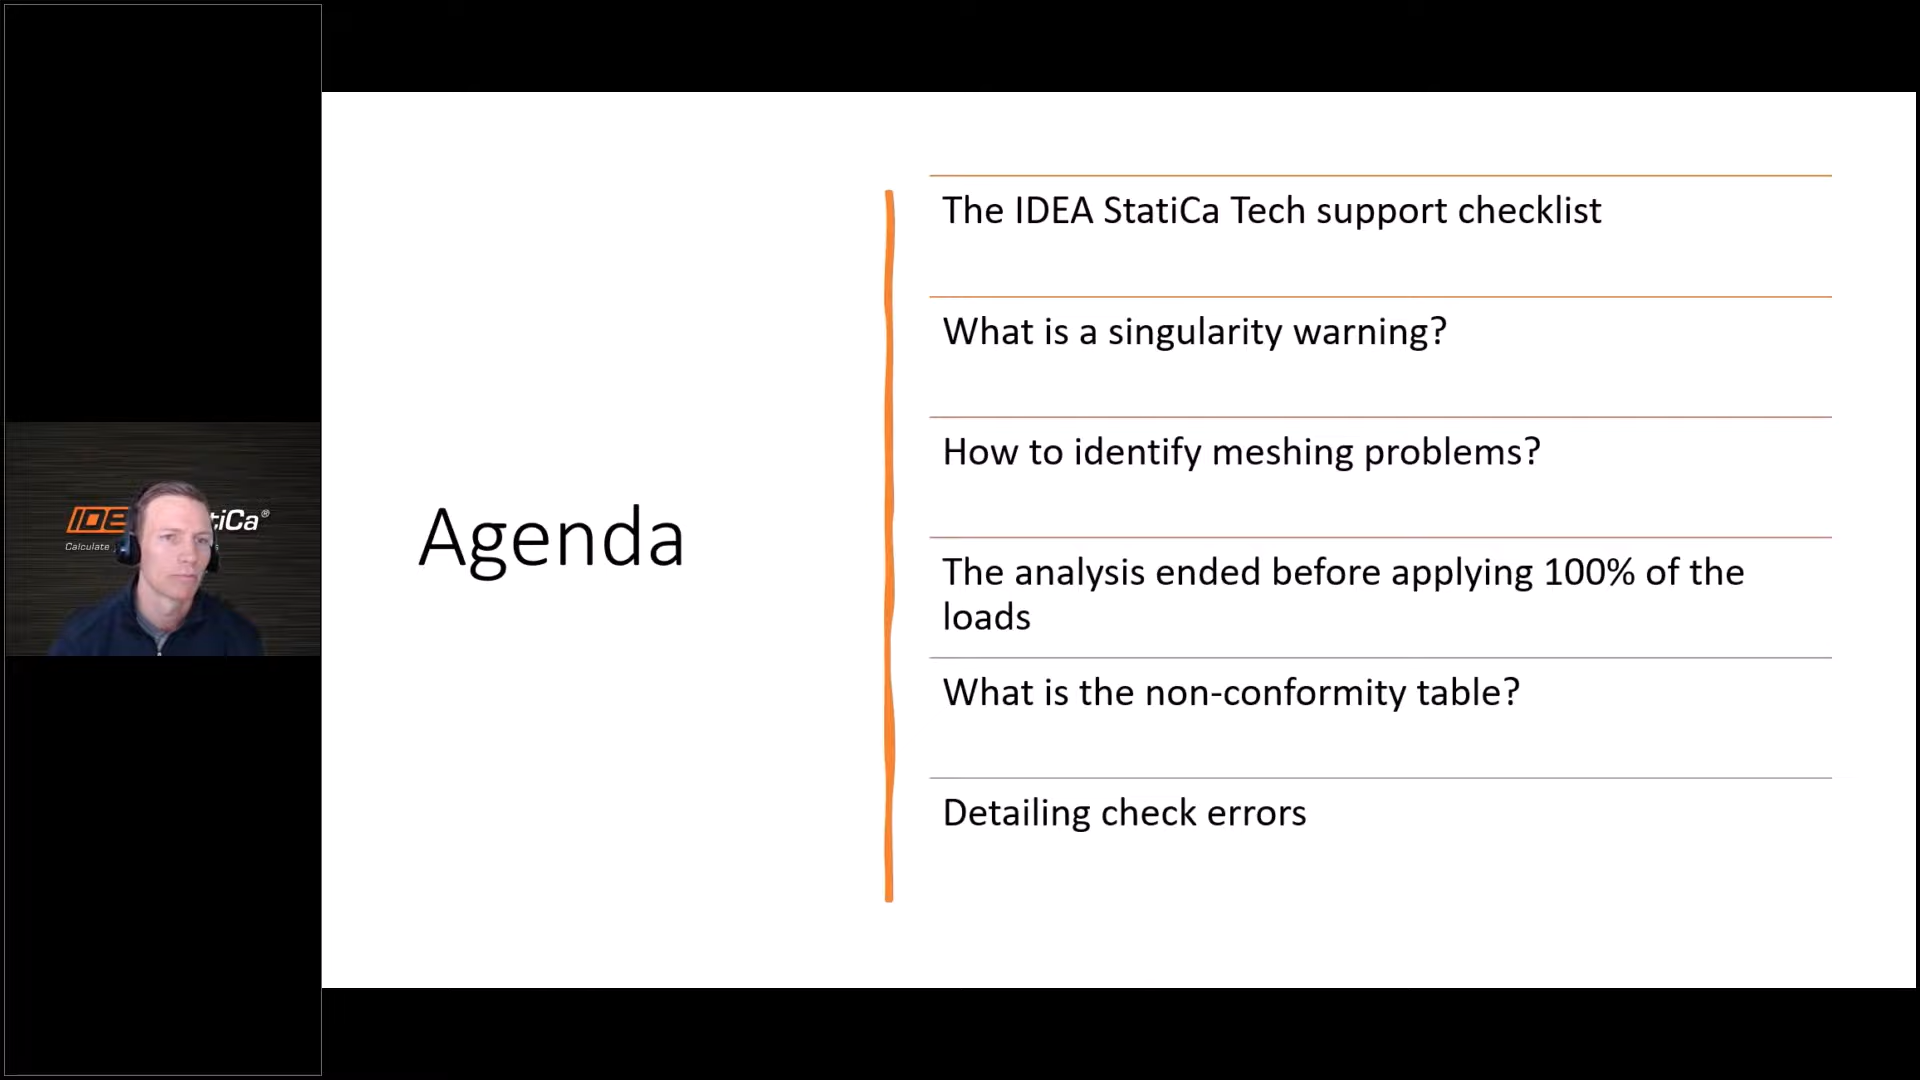 IDE tiCa®
Calculate
Agenda
The IDEA StatiCa Tech support checklist
What is a singularity warning?
How to identify meshing problems?
The analysis ended before applying 100% of the
loads
What is the non-conformity table?
Detailing check errors